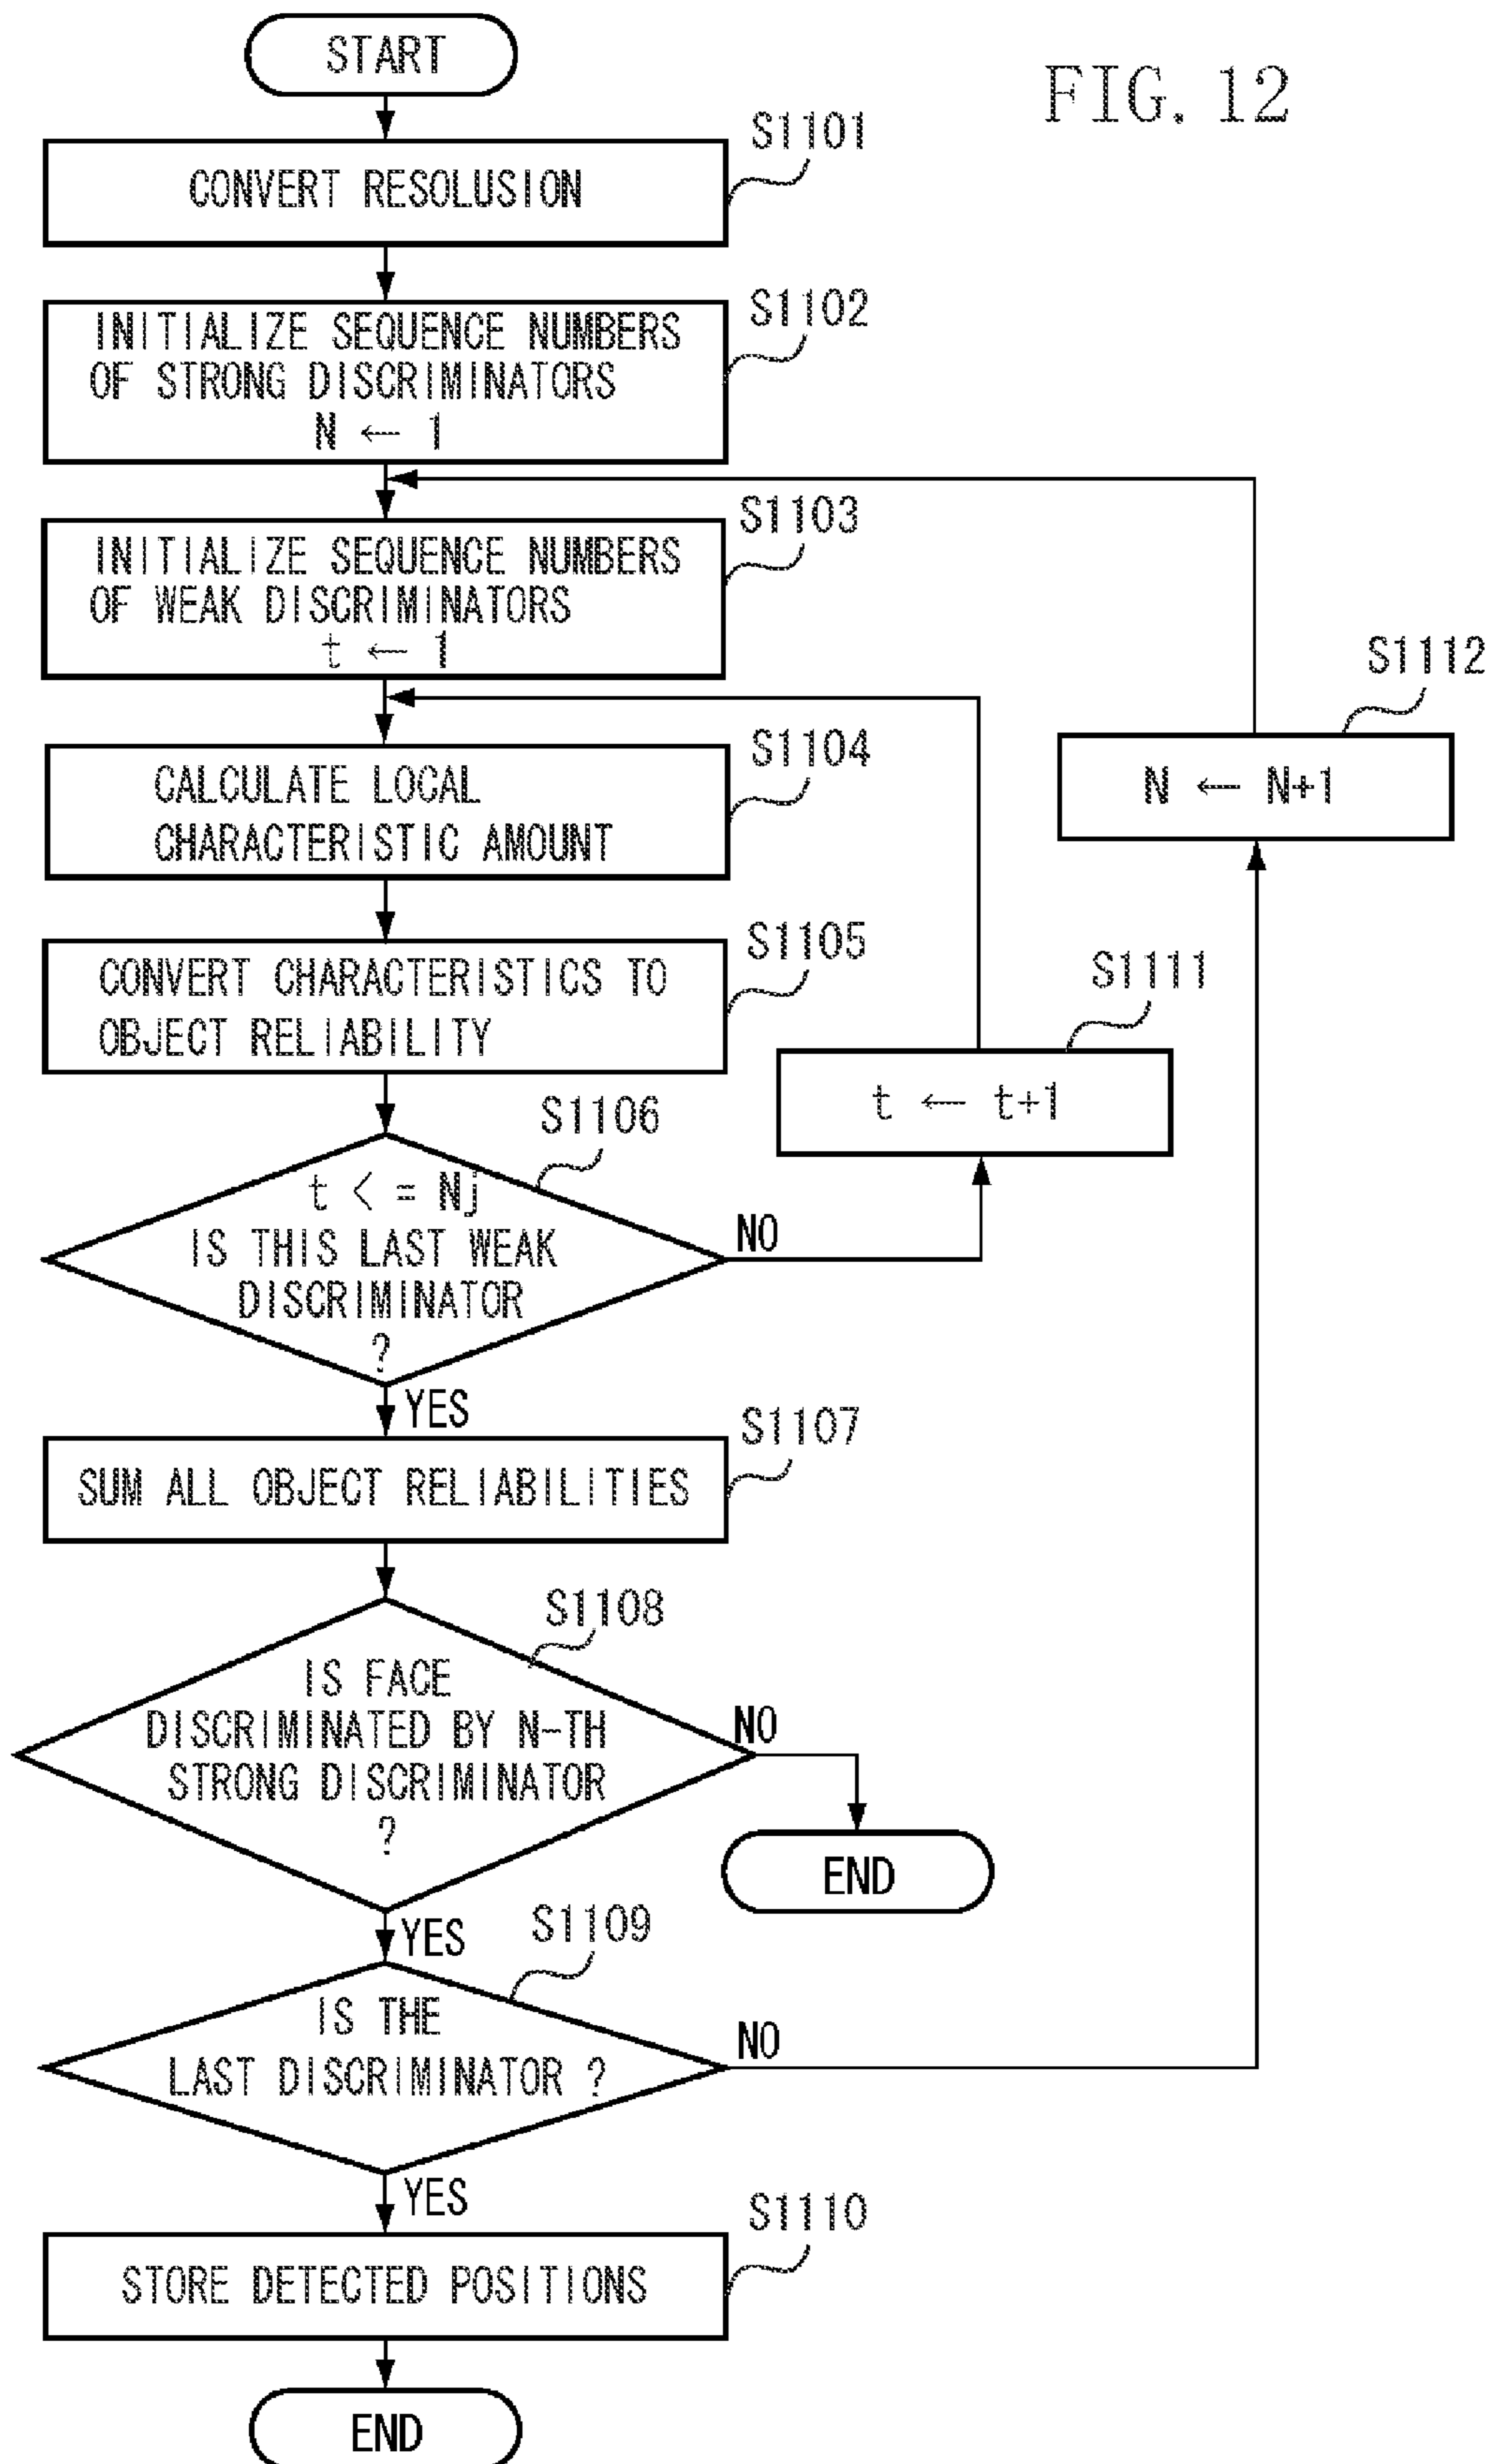 START
FIG. 12
S1101
CONVERT RESOLUSION
S1102
INITIALIZE SEQUENCE NUMBERS
OF STRONG DISCRIMINATORS
N ← 1
S1103
INITIALIZE SEQUENCE NUMBERS
OF WEAK DISCRIMINATORS
t ← 1
S1112
N ← N+1
S1104
CALCULATE LOCAL
CHARACTERISTIC AMOUNT
S1105
CONVERT CHARACTERISTICS TO
OBJECT RELIABILITY
S1111
t ← t+1
S1106
t < = Nj
IS THIS LAST WEAK
DISCRIMINATOR
?
NO
YES
S1107
SUM ALL OBJECT RELIABILITIES
S1108
IS FACE
DISCRIMINATED BY N-TH
STRONG DISCRIMINATOR
?
NO
END
YES
S1109
IS THE
LAST DISCRIMINATOR ?
NO
YES
S1110
STORE DETECTED POSITIONS
END